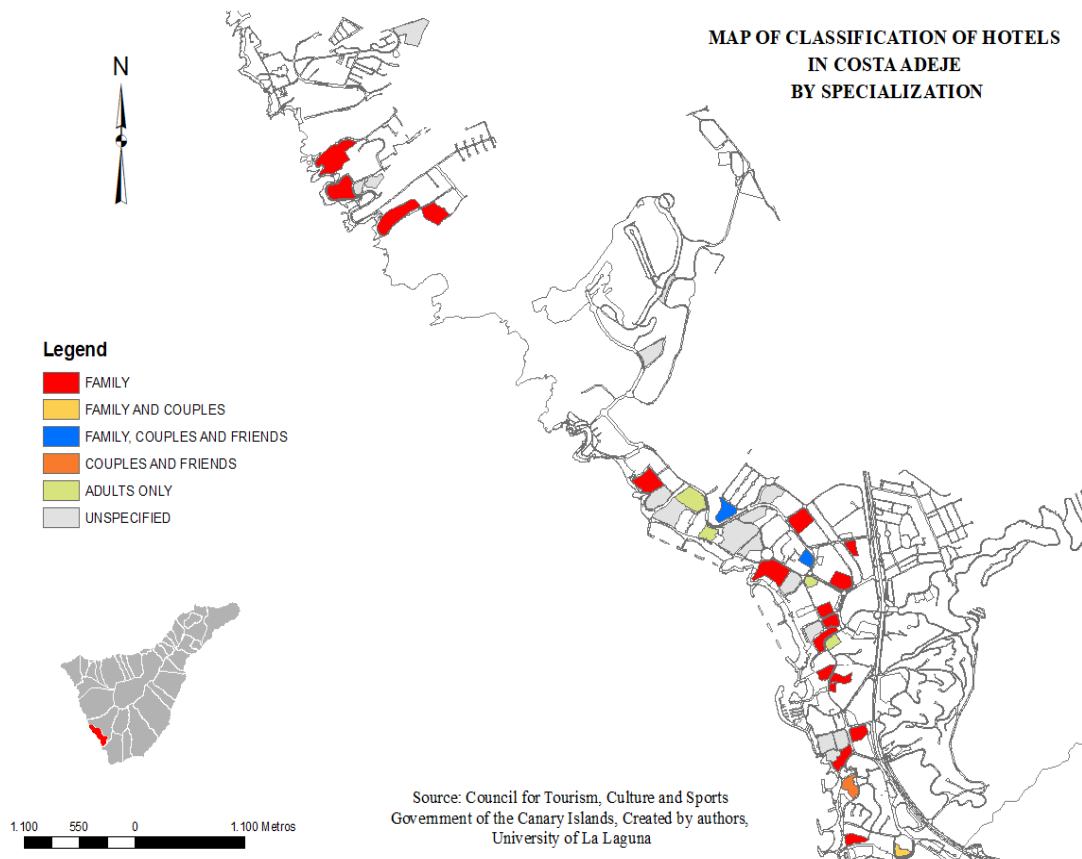 MAP OF CLASSIFICATION OF HOTELS
IN COSTA ADEJE
BY SPECIALIZATION
N
Legend
FAMILY
FAMILY AND COUPLES
FAMILY, COUPLES AND FRIENDS
COUPLES AND FRIENDS
ADULTS ONLY
UNSPECIFIED
Source: Council for Tourism, Culture and Sports
Government of the Canary Islands, Created by authors,
University of La Laguna
1.100 550 0 1.100 Metros